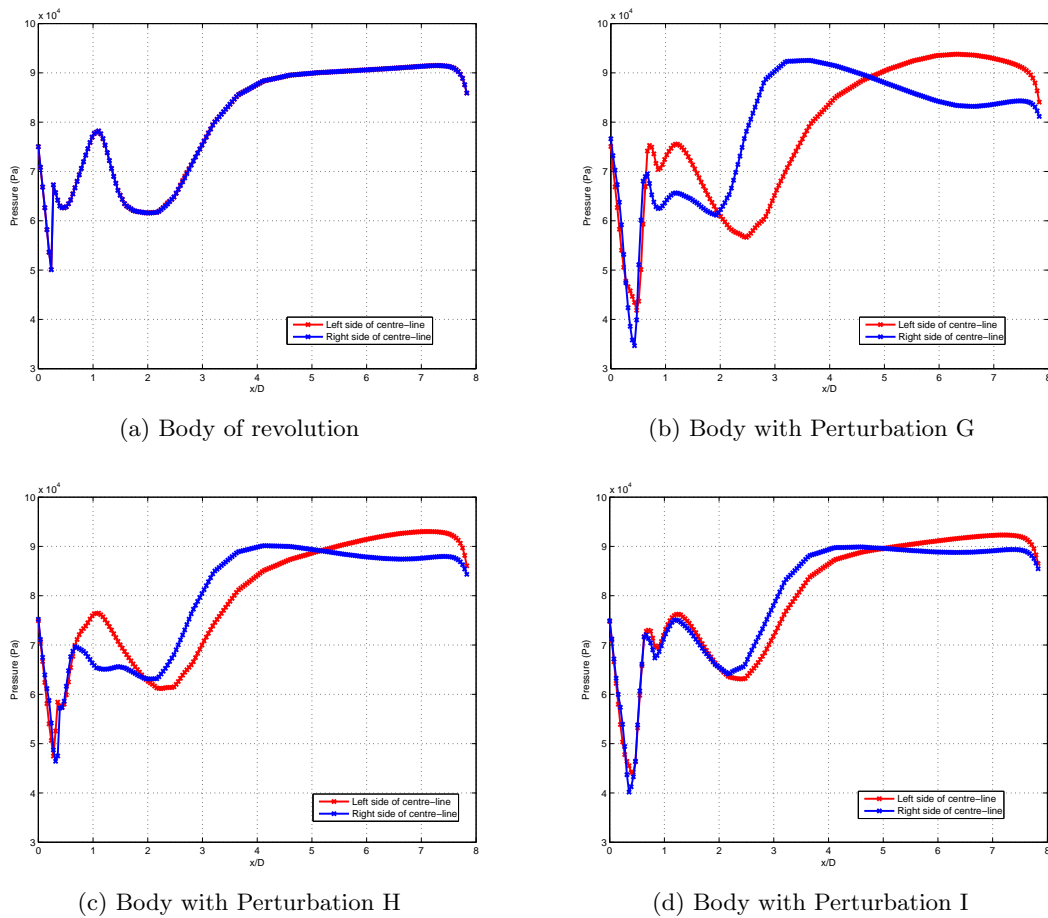 x 10^4
10
9
8
7
6
5
4
3
Pressure (Pa)
0 1 2 3 4 5 6 7 8
x/D
Left side of centre−line
Right side of centre−line
(a) Body of revolution
x 10^4
10
9
8
7
6
5
4
3
Pressure (Pa)
0 1 2 3 4 5 6 7 8
x/D
Left side of centre−line
Right side of centre−line
(b) Body with Perturbation G
x 10^4
10
9
8
7
6
5
4
3
Pressure (Pa)
0 1 2 3 4 5 6 7 8
x/D
Left side of centre−line
Right side of centre−line
(c) Body with Perturbation H
x 10^4
10
9
8
7
6
5
4
3
Pressure (Pa)
0 1 2 3 4 5 6 7 8
x/D
Left side of centre−line
Right side of centre−line
(d) Body with Perturbation I